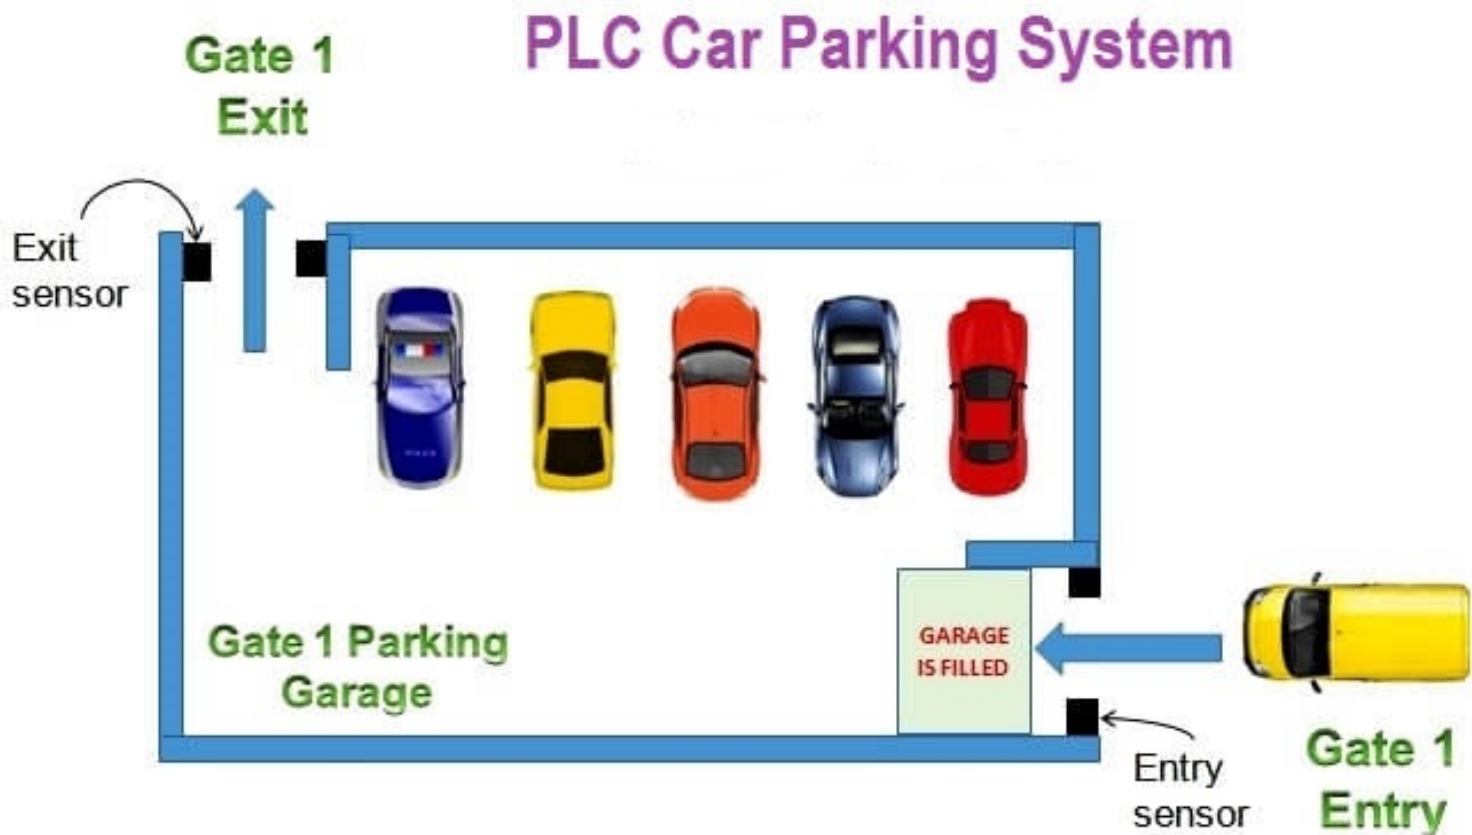 PLC Car Parking System
Gate 1
Exit
Exit
sensor
GARAGE
IS FILLED
Gate 1 Parking
Garage
Entry
sensor
Gate 1
Entry